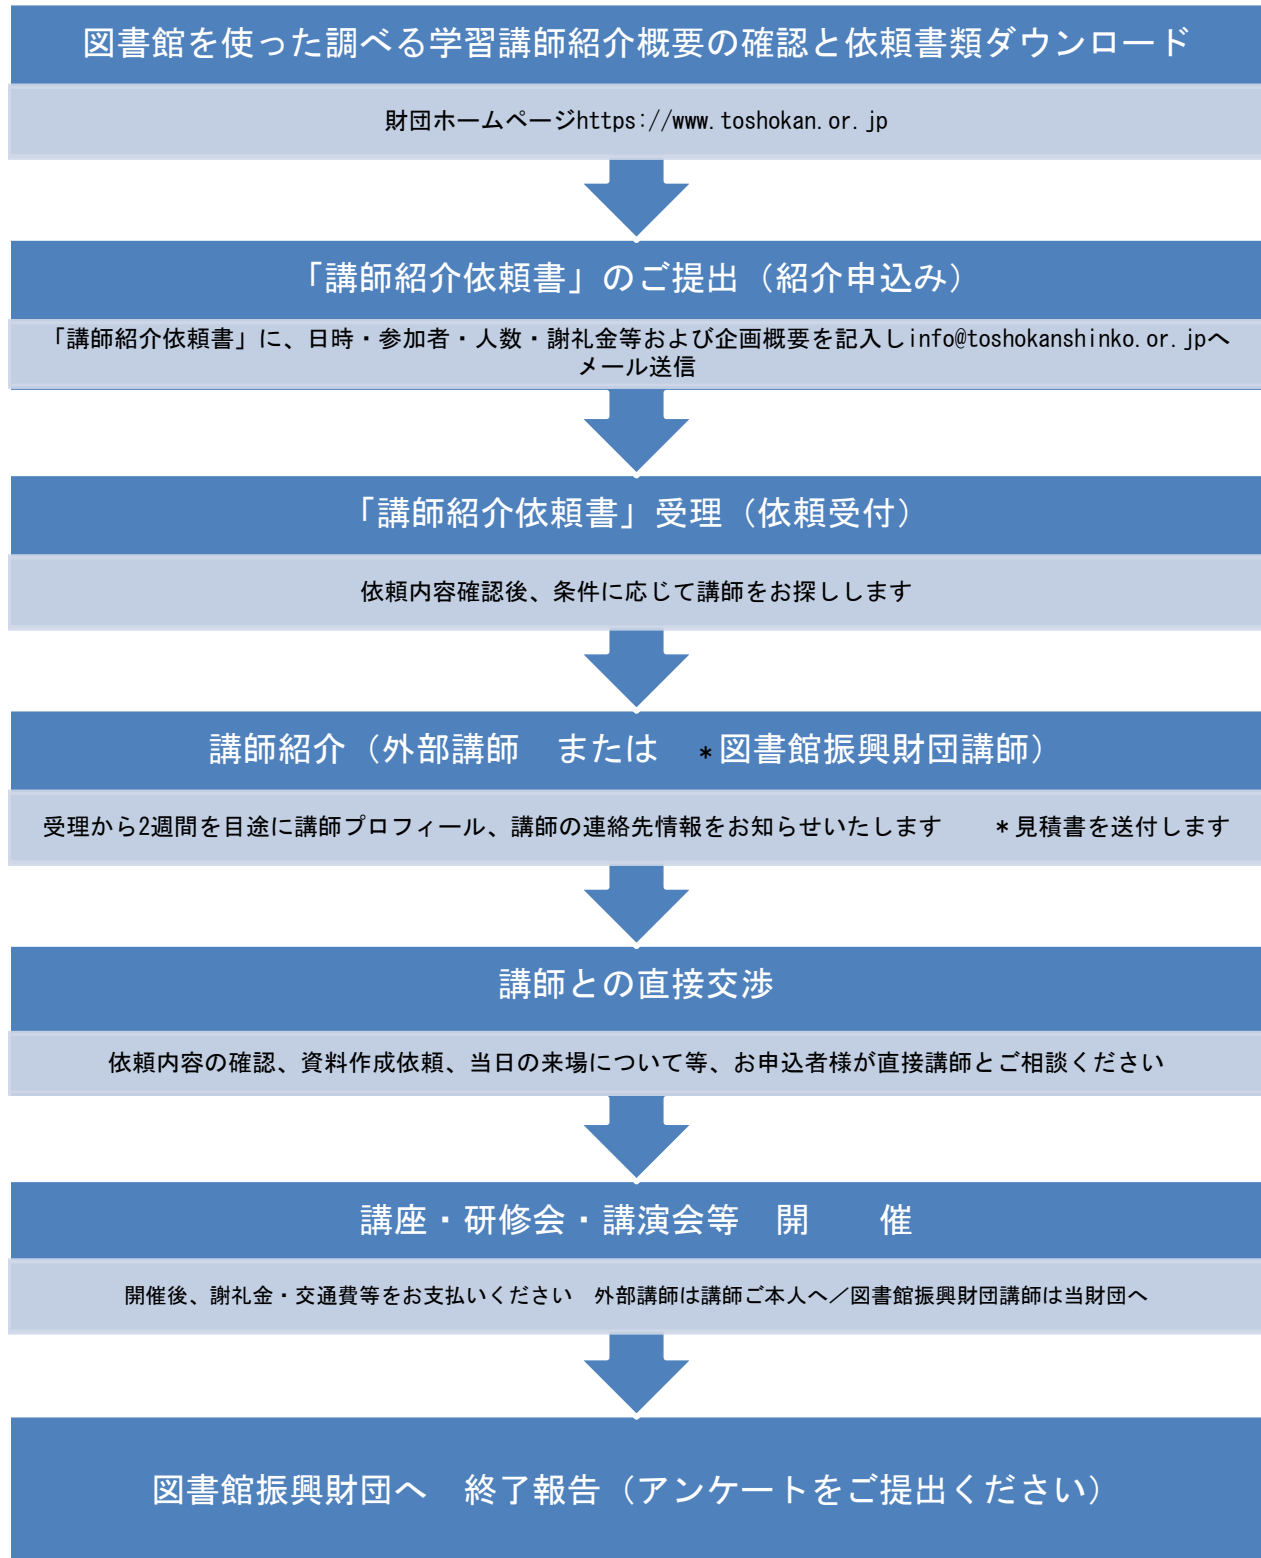 図書館を使った調べる学習講師紹介概要の確認と依頼書類ダウンロード
財団ホームページhttps://www.toshokan.or.jp
「講師紹介依頼書」のご提出（紹介申込み）
「講師紹介依頼書」に、日時・参加者・人数・謝礼金等および企画概要を記入しinfo@toshokanshinko.or.jpへ
メール送信
「講師紹介依頼書」受理（依頼受付）
依頼内容確認後、条件に応じて講師をお探しします
講師紹介（外部講師　または　*図書館振興財団講師）
受理から2週間を目途に講師プロフィール、講師の連絡先情報をお知らせいたします　　*見積書を送付します
講師との直接交渉
依頼内容の確認、資料作成依頼、当日の来場について等、お申込者様が直接講師とご相談ください
講座・研修会・講演会等　開　　催
開催後、謝礼金・交通費等をお支払いください　外部講師は講師ご本人へ／図書館振興財団講師は当財団へ
図書館振興財団へ　終了報告（アンケートをご提出ください）